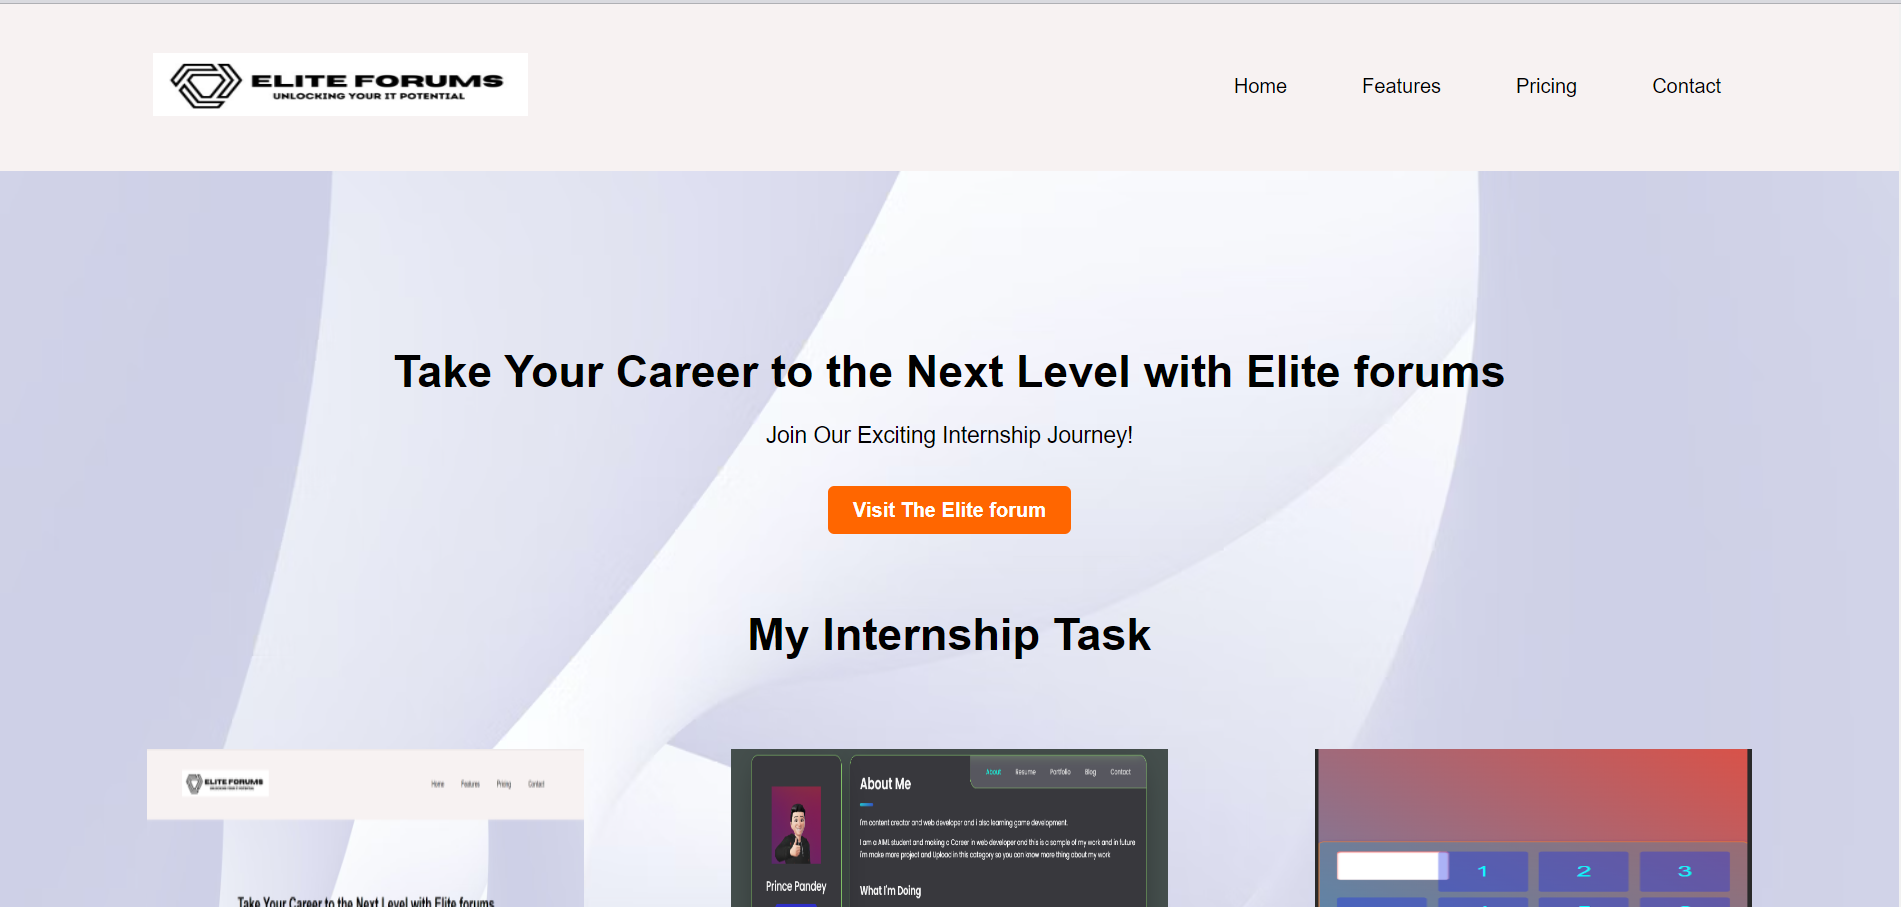 ELITE FORUMS
UNLOCKING YOUR IT POTENTIAL
Home Features Pricing Contact
Take Your Career to the Next Level with Elite forums
Join Our Exciting Internship Journey!
Visit The Elite forum
My Internship Task
ELITE FORUMS
UNLOCKING YOUR IT POTENTIAL
Home Features Pricing Contact
Take Your Career to the Next Level with Elite forums
About Resume Portfolio Blog Contact
About Me
I'm content creator and web developer and i also learning game development.
I am a AIML student and making a Career in web developer and this is a sample of my work and in future
I'm make more project and Upload in this category so you can know more thing about my work
Prince Pandey
What I'm Doing
1 2 3